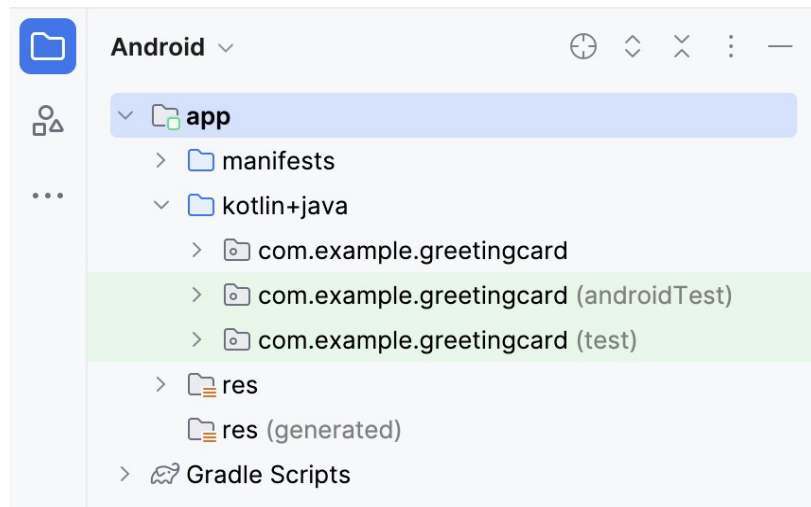 Android
app
manifests
kotlin+java
com.example.greetingcard
com.example.greetingcard (androidTest)
com.example.greetingcard (test)
res
res (generated)
Gradle Scripts